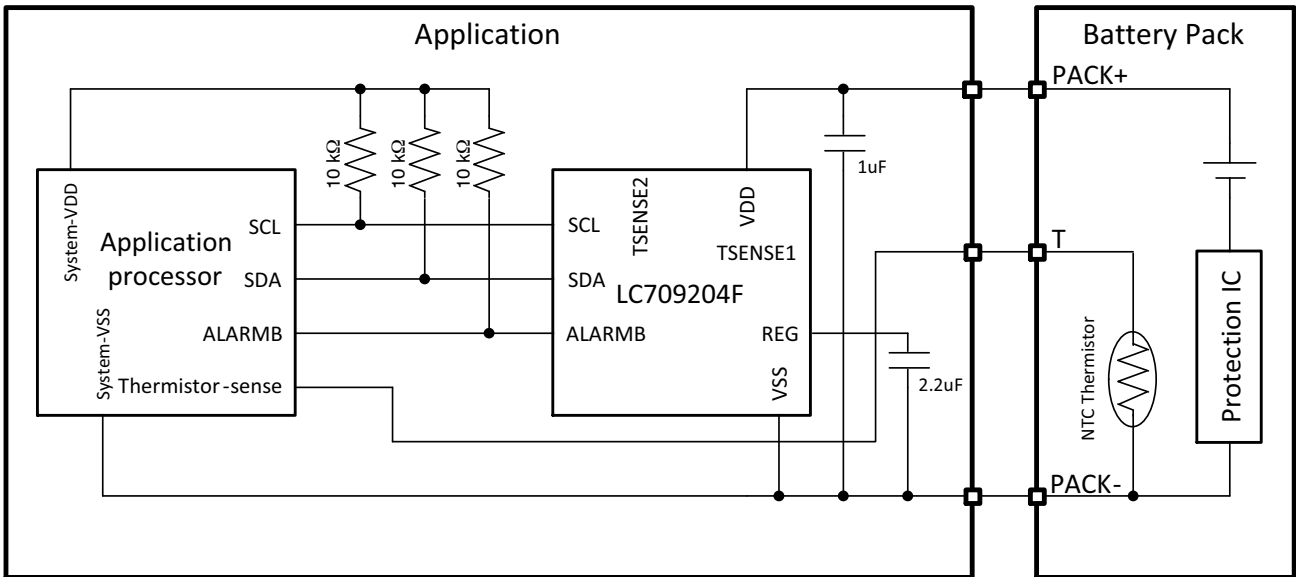 Application
Battery Pack
PACK+
10 kΩ
10 kΩ
10 kΩ
1uF
System-VDD
SCL
SCL
TSENSE2
VDD
Application
processor
TSENSE1
T
SDA
SDA
LC709204F
System-VSS
ALARMB
ALARMB
REG
Thermistor-sense
VSS
2.2uF
NTC Thermistor
Protection IC
PACK-